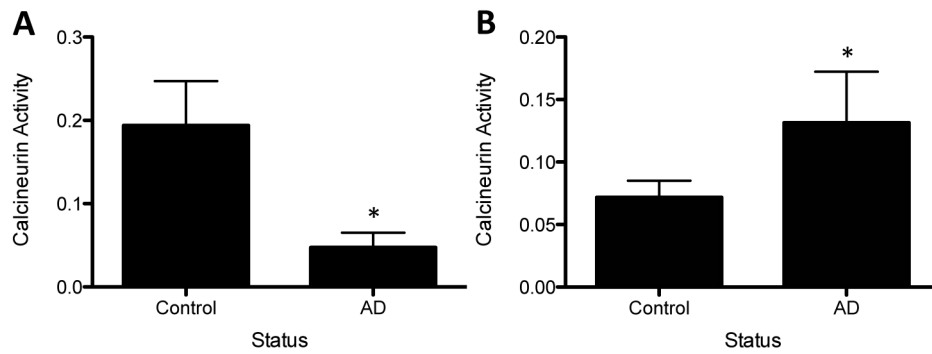 A
Calcineurin Activity
0.3
0.2
0.1
0.0
*
Control
AD
Status
B
Calcineurin Activity
0.20
0.15
0.10
0.05
0.00
*
Control
AD
Status